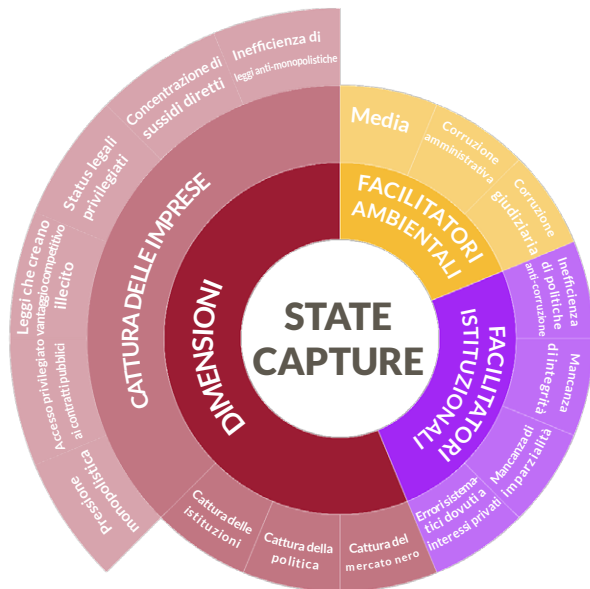 STATE
CAPTURE
DIMENSIONI
CATTURA DELLE IMPRESE
Inefficienza di
leggi anti-monopolistiche
Concentrazione di
sussidi diretti
Status legali
privilegiati
Leggi che creano
vantaggio competitivo
illecito
Accesso privilegiato
ai contratti pubblici
Pressione
monopolistica
Cattura delle
istituzioni
Cattura della
politica
Cattura del
mercato nero
FACILITATORI
AMBIENTALI
Media
Corruzione
amministrativa
Corruzione
giudiziaria
FACILITATORI
ISTITUZIONALI
Inefficienza
di politiche
anti-corruzione
Mancanza
di integrità
Mancanza di
imparzialità
Errori sistema-
tici dovuti a
interessi privati